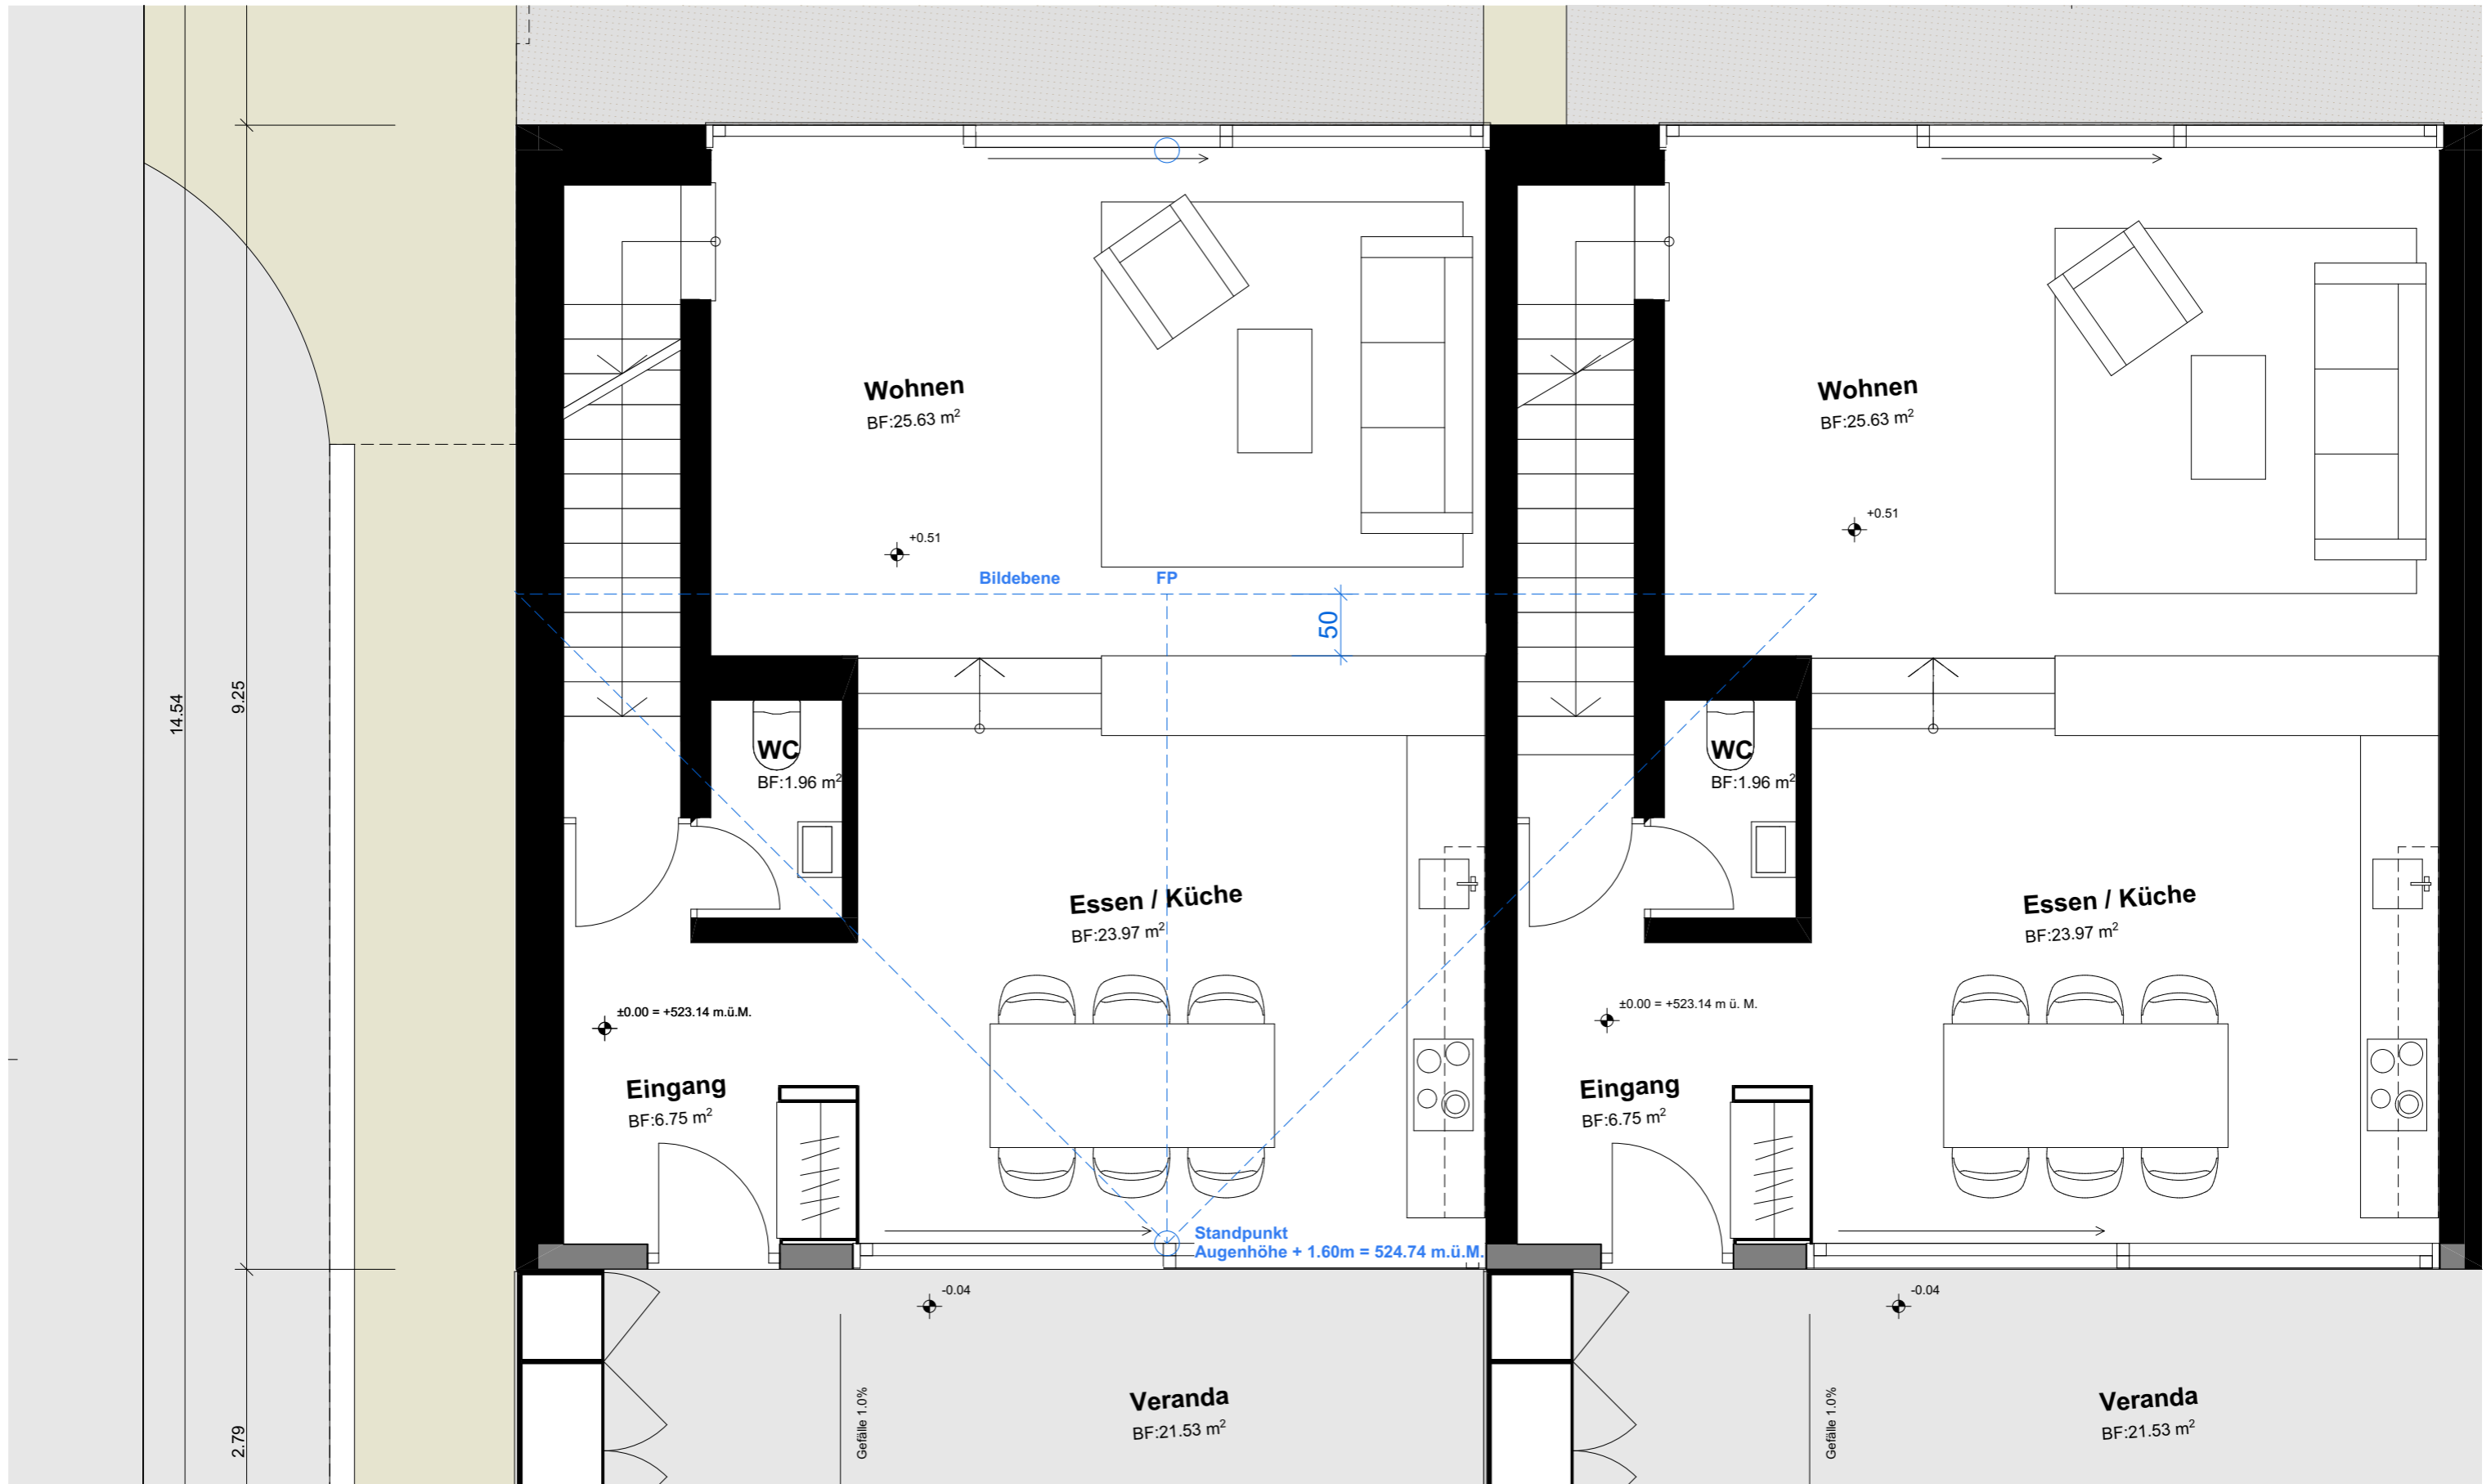 Wohnen
BF:25.63 m²
+0.51
Bildebene
FP
50
WC
BF:1.96 m²
Essen / Küche
BF:23.97 m²
±0.00 = +523.14 m.ü.M.
Eingang
BF:6.75 m²
Standpunkt
Augenhöhe + 1.60m = 524.74 m.ü.M.
-0.04
Gefälle 1.0%
Veranda
BF:21.53 m²
14.54
9.25
2.79
Wohnen
BF:25.63 m²
+0.51
WC
BF:1.96 m²
Essen / Küche
BF:23.97 m²
±0.00 = +523.14 m ü. M.
Eingang
BF:6.75 m²
-0.04
Gefälle 1.0%
Veranda
BF:21.53 m²